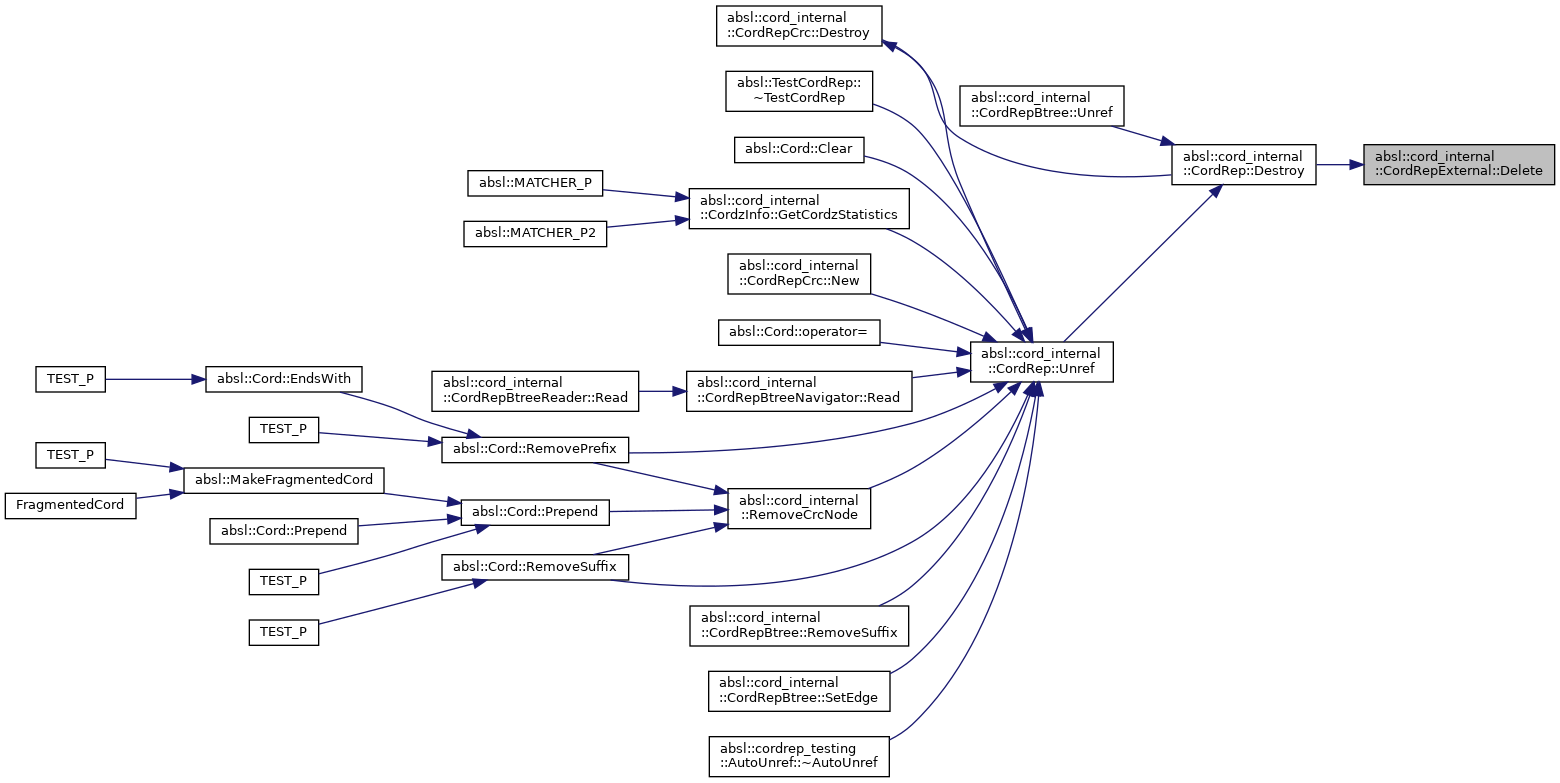 absl::cord_internal
::CordRepCrc::Destroy
absl::TestCordRep::
~TestCordRep
absl::cord_internal
::CordRepBtree::Unref
absl::Cord::Clear
absl::cord_internal
::CordRep::Destroy
absl::cord_internal
::CordRepExternal::Delete
absl::MATCHER_P
absl::cord_internal
::CordzInfo::GetCordzStatistics
absl::MATCHER_P2
absl::cord_internal
::CordRepCrc::New
absl::Cord::operator=
absl::cord_internal
::CordRep::Unref
TEST_P
absl::Cord::EndsWith
absl::cord_internal
::CordRepBtreeReader::Read
absl::cord_internal
::CordRepBtreeNavigator::Read
TEST_P
absl::Cord::RemovePrefix
TEST_P
absl::MakeFragmentedCord
FragmentedCord
absl::Cord::Prepend
absl::cord_internal
::RemoveCrcNode
absl::Cord::Prepend
TEST_P
absl::Cord::RemoveSuffix
TEST_P
absl::cord_internal
::CordRepBtree::RemoveSuffix
absl::cord_internal
::CordRepBtree::SetEdge
absl::cordrep_testing
::AutoUnref::~AutoUnref